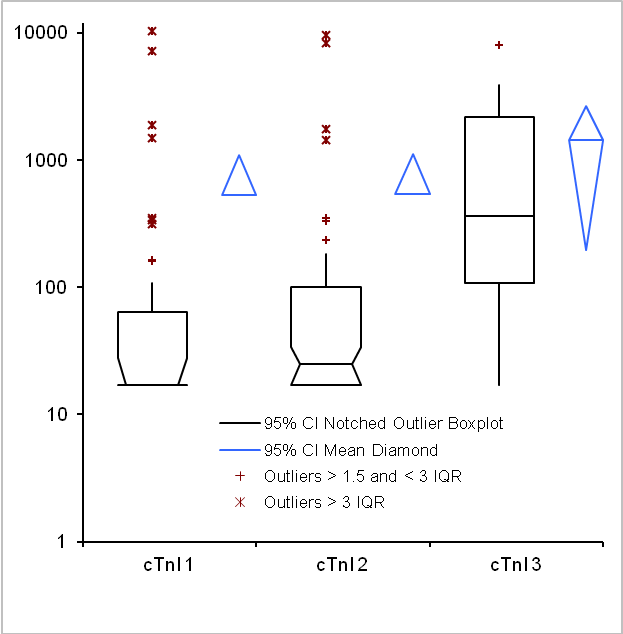 10000
1000
100
10
1
95% CI Notched Outlier Boxplot
95% CI Mean Diamond
Outliers > 1.5 and < 3 IQR
Outliers > 3 IQR
cTnI1 cTnI2 cTnI3